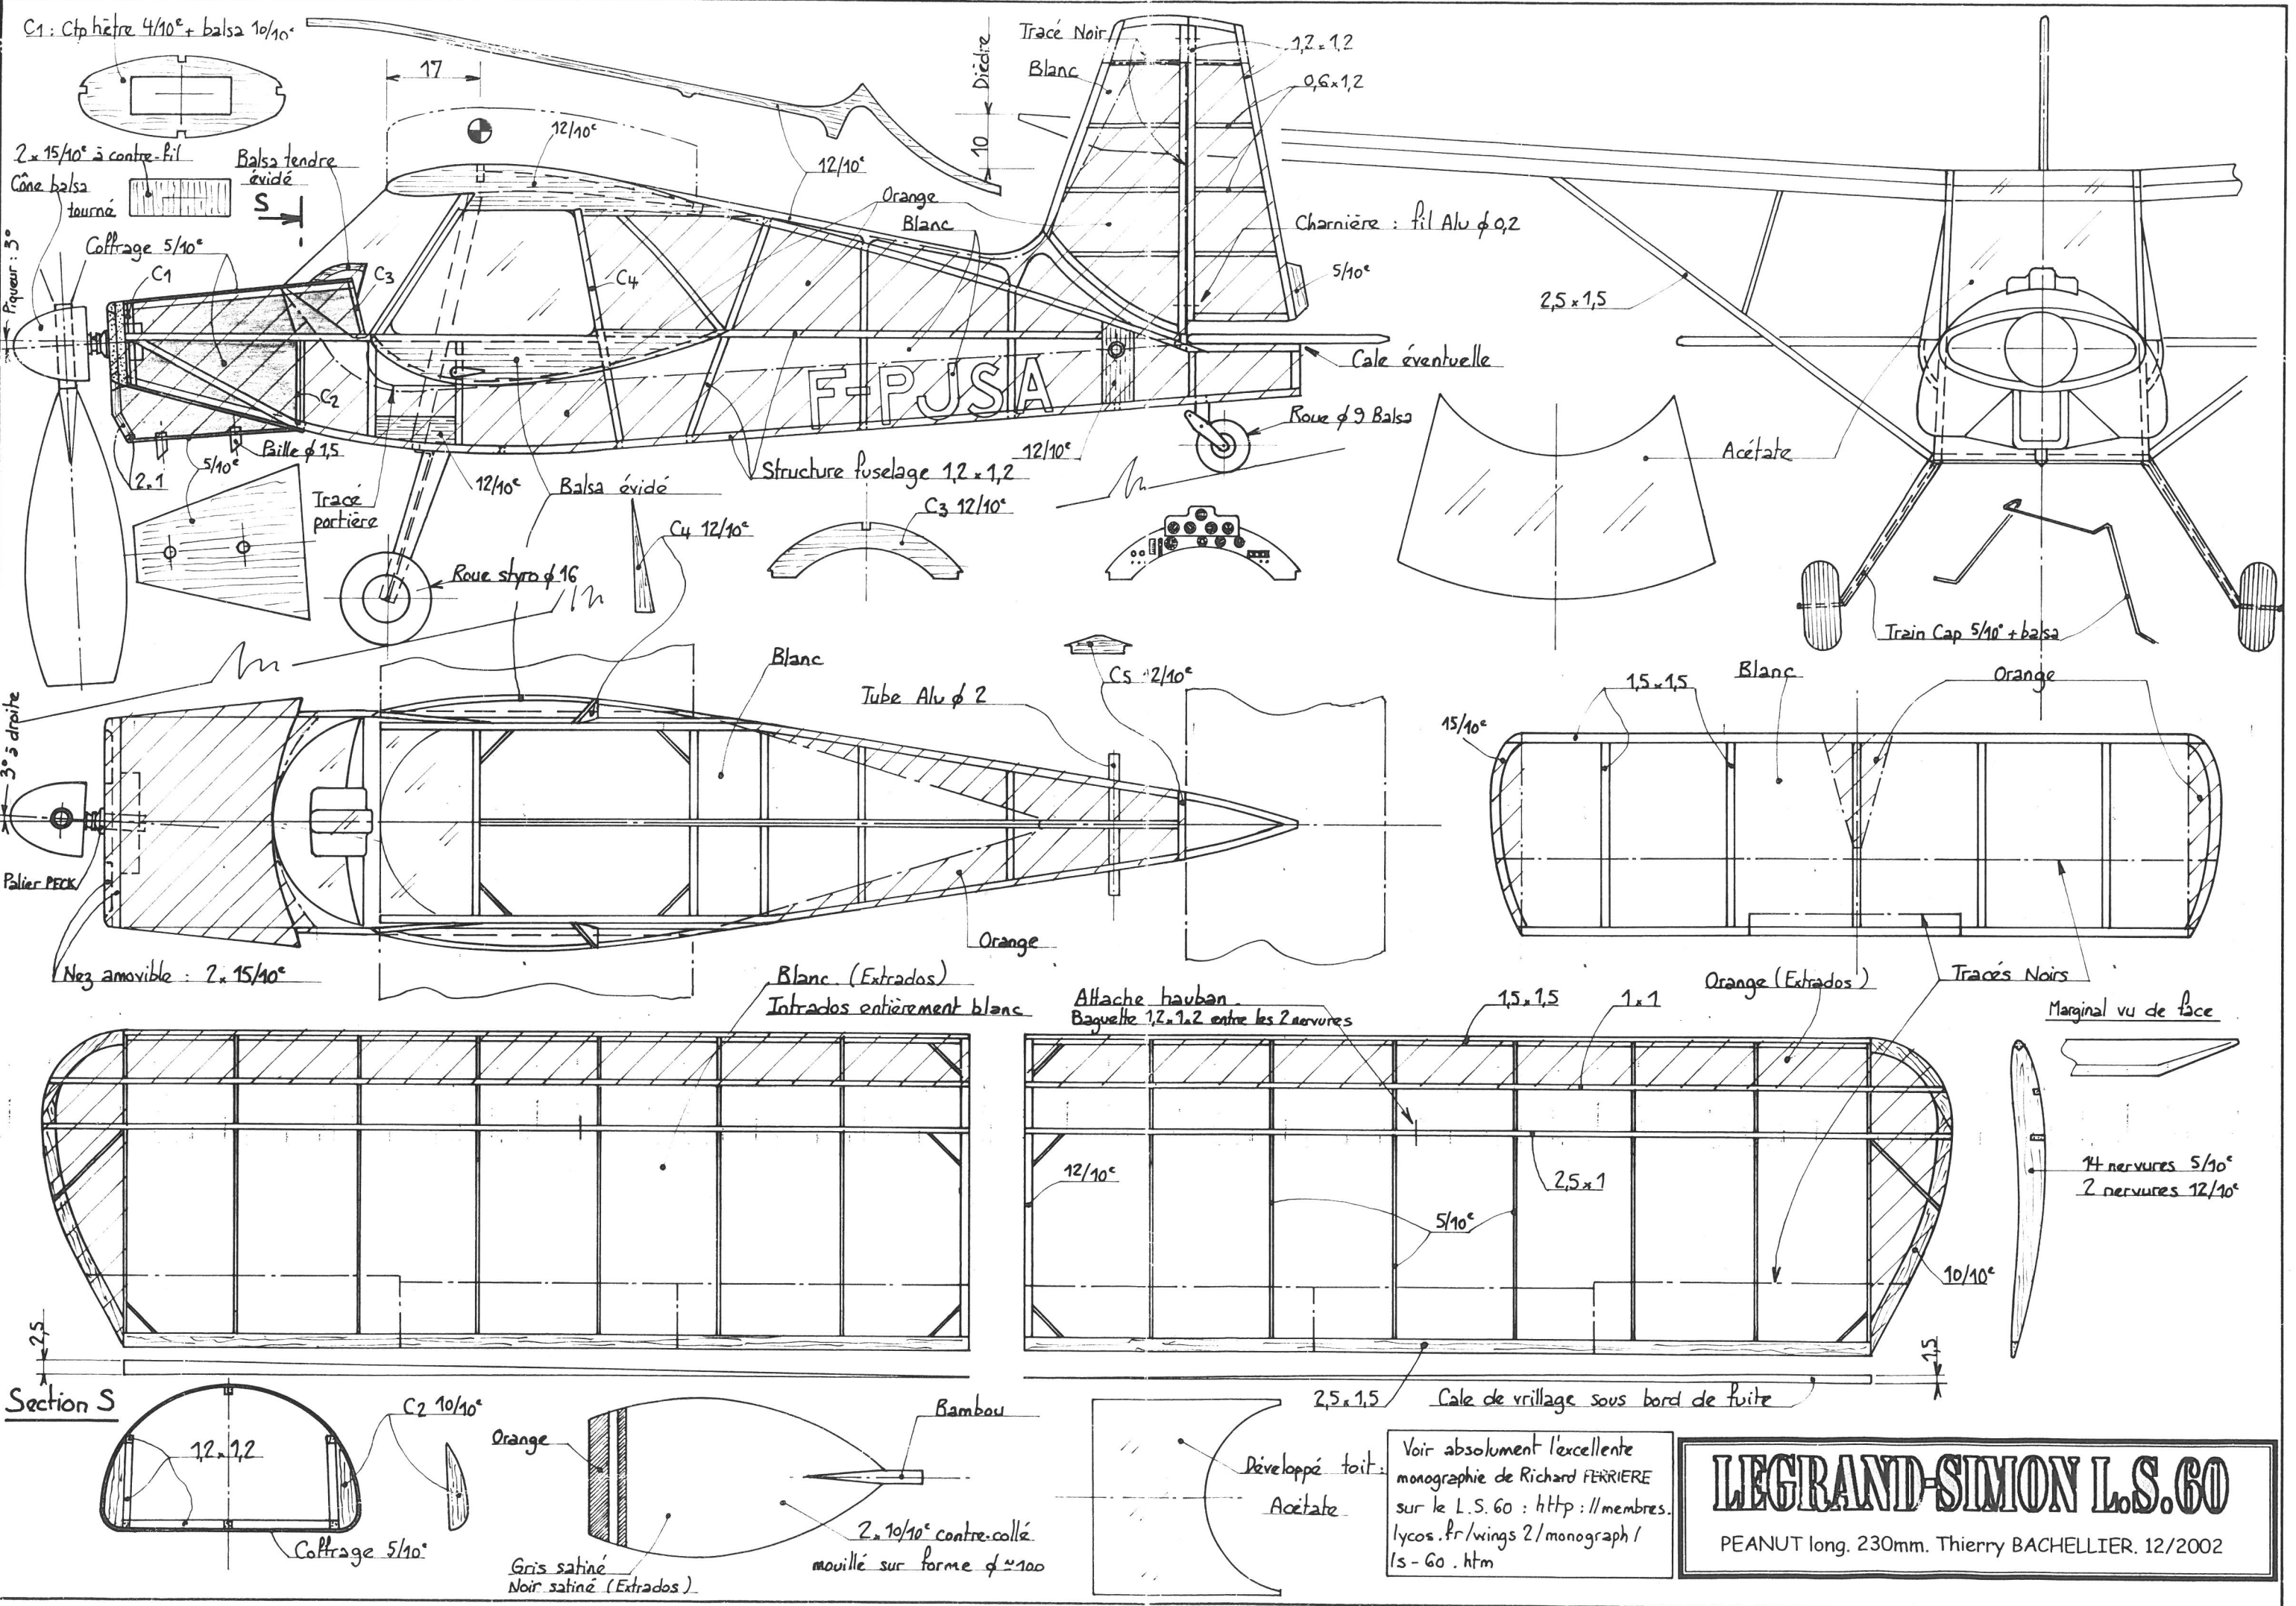 C1 : Ctp hètre 4/10e + balsa 10/10e
17
12/10e
12/10e
Dièdre
10
Tracé Noir
Blanc
1,2 x 1,2
0,6 x 1,2
2 x 15/10e à contre-fil
Cône balsa
tourné
Balsa tendre
évidé
S
Coffrage 5/10e
Piqueur : 3°
C1
C3
C4
C2
Orange
Blanc
Charnière : fil Alu ϕ 0,2
5/10e
2,5 x 1,5
Cale éventuelle
F-PJSA
Roue ϕ 9 Balsa
12/10e
Structure fuselage 1,2 x 1,2
Acétate
2 x 1
5/10e
Paille ϕ 1,5
Tracé
portière
12/10e
Balsa évidé
C4 12/10e
C3 12/10e
Roue styro ϕ 16
Train Cap 5/10e + balsa
Blanc
Tube Alu ϕ 2
C5 12/10e
15/10e
1,5 x 1,5
Blanc
Orange
3° à droite
Palier PECK
Orange
Nez amovible : 2 x 15/10e
Blanc (Extrados)
Intrados entièrement blanc
Attache hauban
Baguette 1,2 x 1,2 entre les 2 nervures
1,5 x 1,5
1 x 1
Orange (Extrados)
Tracés Noirs
Marginal vu de face
12/10e
2,5 x 1
5/10e
14 nervures 5/10e
2 nervures 12/10e
10/10e
2,5
1,5
Section S
C2 10/10e
1,2 x 1,2
Coffrage 5/10e
Orange
Bambou
2 x 10/10e contre-collé
mouillé sur forme ϕ ≃ 100
Gris satiné
Noir satiné (Extrados)
2,5 x 1,5
Cale de vrillage sous bord de fuite
Développé toit :
Acétate
Voir absolument l'excellente
monographie de Richard FERRIERE
sur le L.S. 60 : http : //membres.
lycos.fr/wings 2/monograph/
ls-60.htm
LEGRAND-SIMON L.S.60
PEANUT long. 230mm. Thierry BACHELLIER. 12/2002